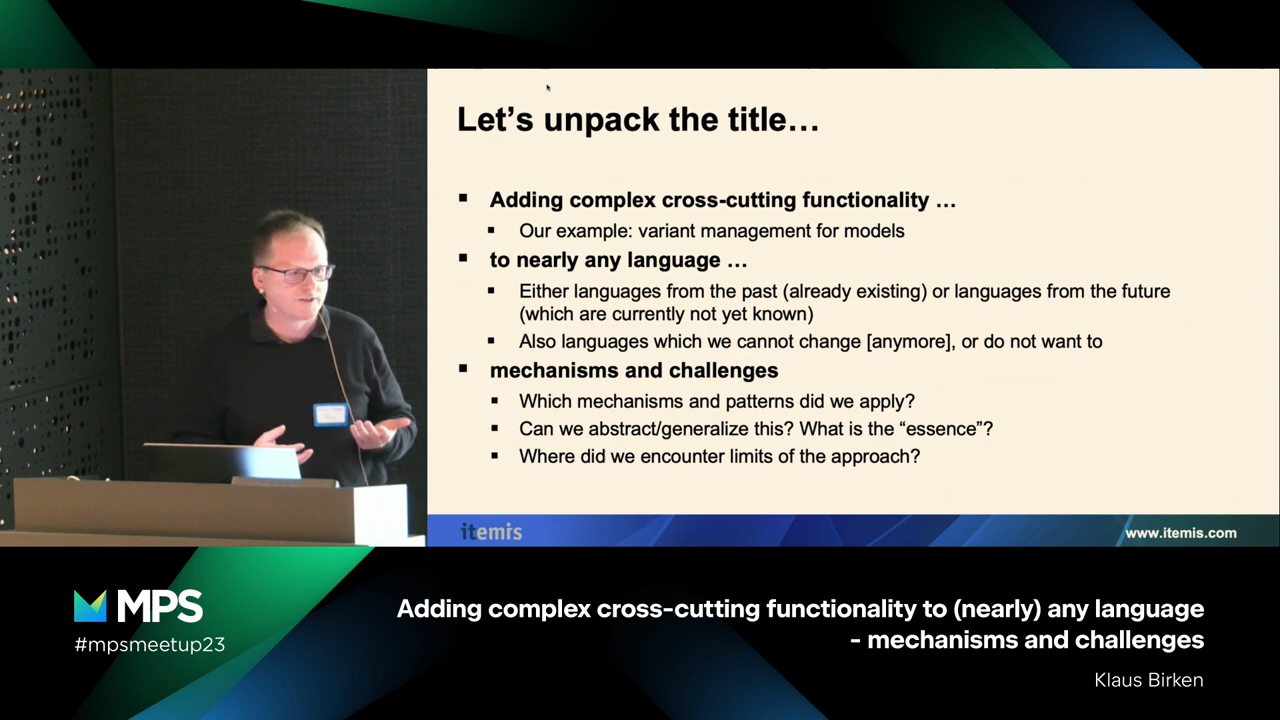 Let’s unpack the title…
Adding complex cross-cutting functionality …
Our example: variant management for models
to nearly any language …
Either languages from the past (already existing) or languages from the future
(which are currently not yet known)
Also languages which we cannot change [anymore], or do not want to
mechanisms and challenges
Which mechanisms and patterns did we apply?
Can we abstract/generalize this? What is the “essence”?
Where did we encounter limits of the approach?
itemis
www.itemis.com
MPS
#mpsmeetup23
Adding complex cross-cutting functionality to (nearly) any language
- mechanisms and challenges
Klaus Birken